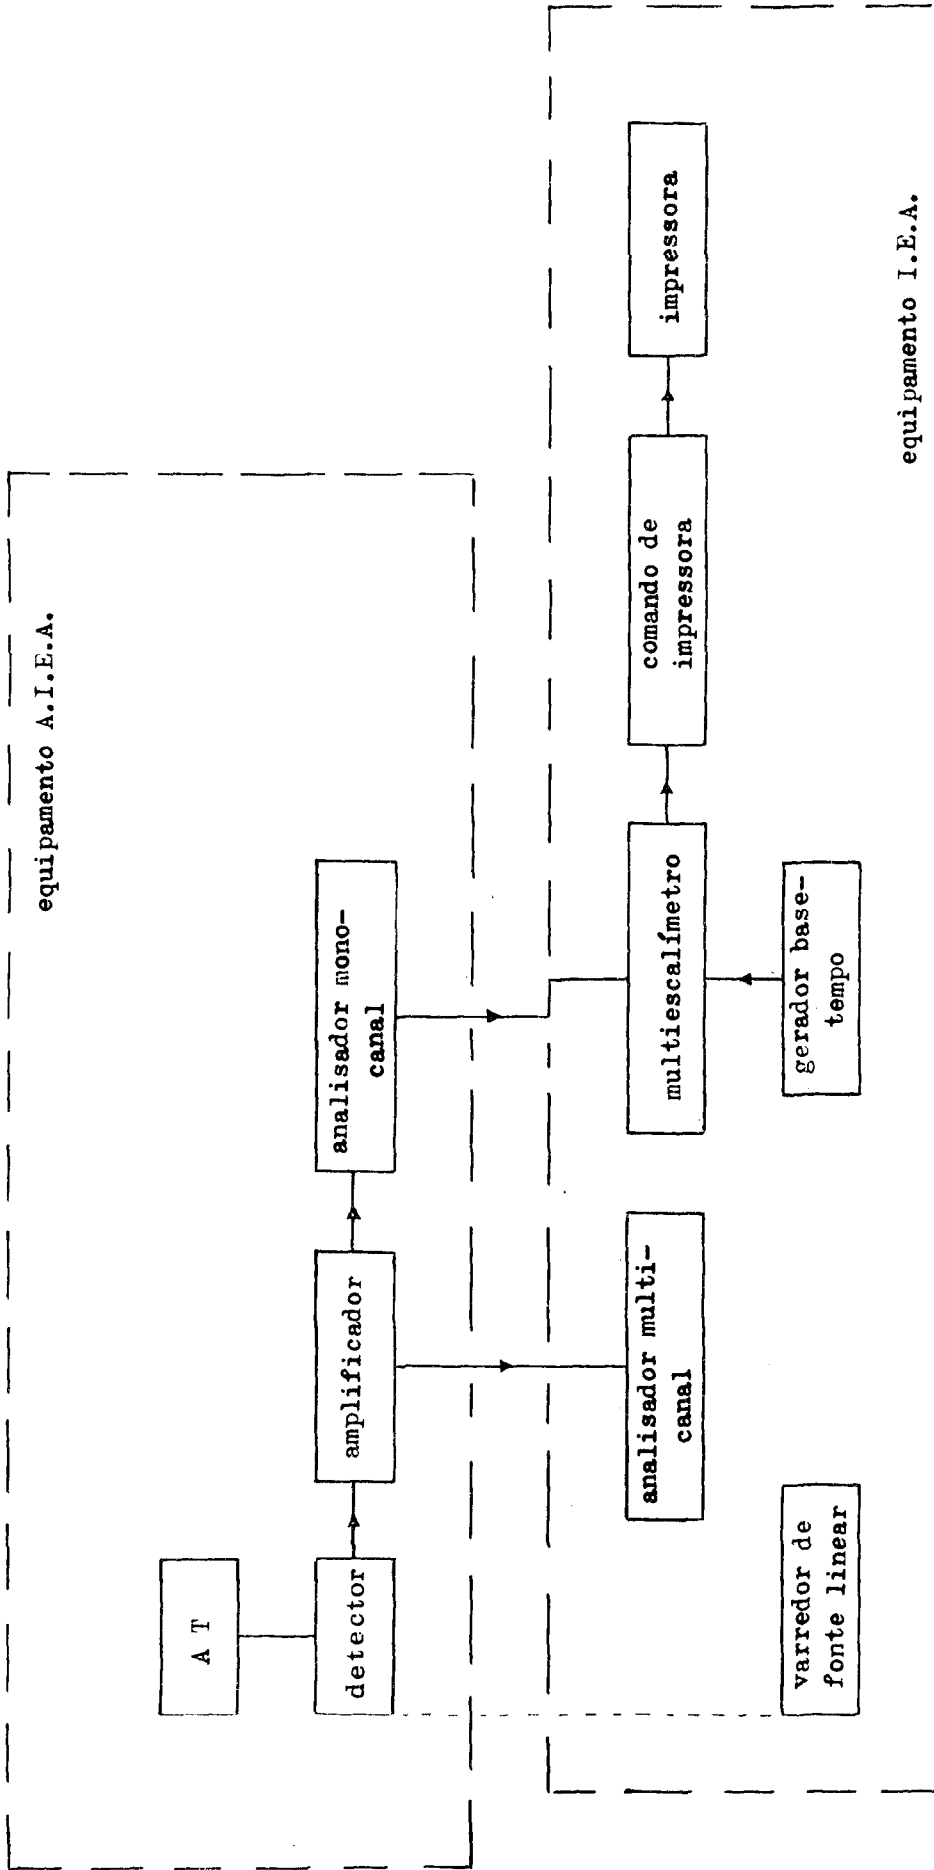 equipamento A.I.E.A.
A T
detector
amplificador
analisador mono-
canal
analisador multi-
canal
multiescalímetro
comando de
impressora
impressora
varredor de
fonte linear
gerador base-
tempo
equipamento I.E.A.